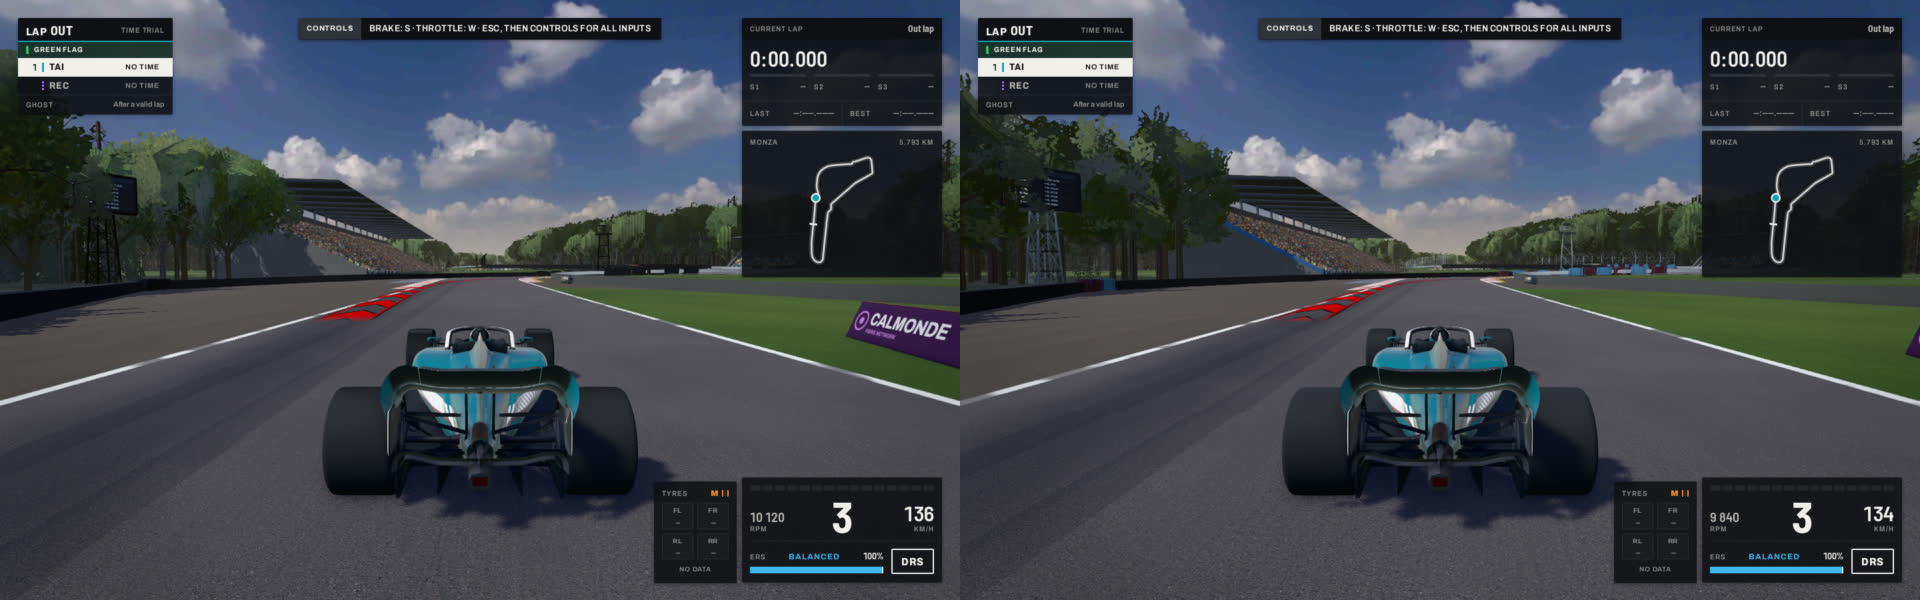 LAP OUT TIME TRIAL
GREEN FLAG
1 TAI NO TIME
REC NO TIME
GHOST After a valid lap
CONTROLS BRAKE: S · THROTTLE: W · ESC, THEN CONTROLS FOR ALL INPUTS
CURRENT LAP Out lap
0:00.000
S1 -- S2 -- S3 --
LAST --:--.--- BEST --:--.---
MONZA 5.793 KM
CALMONDE
TYRES M
FL -- FR --
RL -- RR --
NO DATA
10 120 RPM
3
136 KM/H
ERS BALANCED 100%
DRS
LAP OUT TIME TRIAL
GREEN FLAG
1 TAI NO TIME
REC NO TIME
GHOST After a valid lap
CONTROLS BRAKE: S · THROTTLE: W · ESC, THEN CONTROLS FOR ALL INPUTS
CURRENT LAP Out lap
0:00.000
S1 -- S2 -- S3 --
LAST --:--.--- BEST --:--.---
MONZA 5.793 KM
TYRES M
FL -- FR --
RL -- RR --
NO DATA
9 840 RPM
3
134 KM/H
ERS BALANCED 100%
DRS